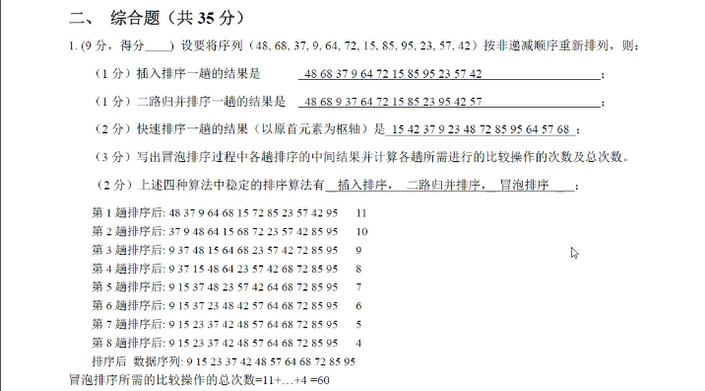 二、 综合题（共 35 分）
1. (9 分，得分____) 设要将序列（48, 68, 37, 9, 64, 72, 15, 85, 95, 23, 57, 42）按非递减顺序重新排列，则：
（1 分）插入排序一趟的结果是 48 68 37 9 64 72 15 85 95 23 57 42 ；
（1 分）二路归并排序一趟的结果是 48 68 9 37 64 72 15 85 23 95 42 57 ；
（2 分）快速排序一趟的结果（以原首元素为枢轴）是 15 42 37 9 23 48 72 85 95 64 57 68 ；
（3 分）写出冒泡排序过程中各趟排序的中间结果并计算各趟所需进行的比较操作的次数及总次数。
（2 分）上述四种算法中稳定的排序算法有 插入排序， 二路归并排序， 冒泡排序 ；
第 1 趟排序后: 48 37 9 64 68 15 72 85 23 57 42 95 11
第 2 趟排序后: 37 9 48 64 15 68 72 23 57 42 85 95 10
第 3 趟排序后: 9 37 48 15 64 68 23 57 42 72 85 95 9
第 4 趟排序后: 9 37 15 48 64 23 57 42 68 72 85 95 8
第 5 趟排序后: 9 15 37 48 23 57 42 64 68 72 85 95 7
第 6 趟排序后: 9 15 37 23 48 42 57 64 68 72 85 95 6
第 7 趟排序后: 9 15 23 37 42 48 57 64 68 72 85 95 5
第 8 趟排序后: 9 15 23 37 42 48 57 64 68 72 85 95 4
排序后 数据序列: 9 15 23 37 42 48 57 64 68 72 85 95
冒泡排序所需的比较操作的总次数=11+…+4 =60